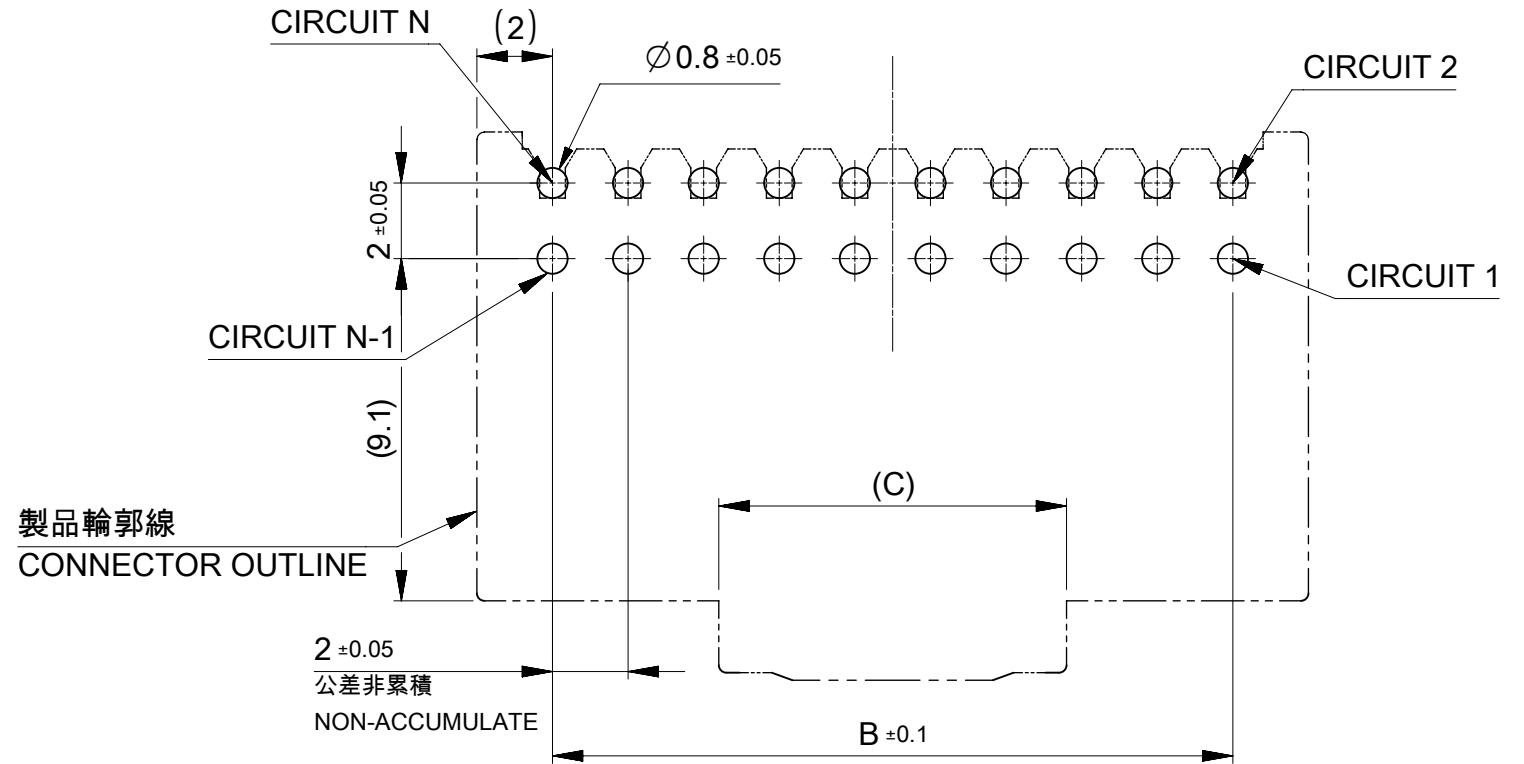 CIRCUIT N
(2)
∅0.8 ±0.05
CIRCUIT 2
2 ±0.05
CIRCUIT 1
CIRCUIT N-1
(9.1)
(C)
製品輪郭線
CONNECTOR OUTLINE
2 ±0.05
公差非累積
NON-ACCUMULATE
B ±0.1